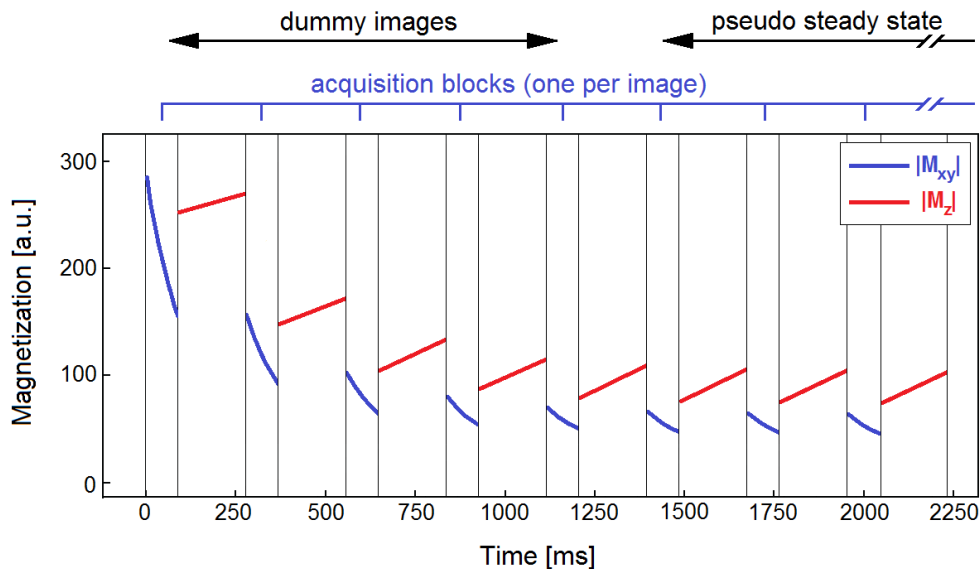 dummy images
pseudo steady state
acquisition blocks (one per image)
300
200
100
0
Magnetization [a.u.]
|Mxy|
|Mz|
0
250
500
750
1000
1250
1500
1750
2000
2250
Time [ms]